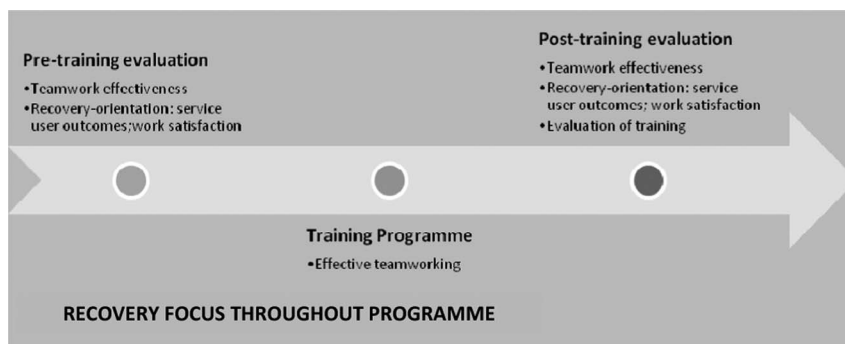 Pre-training evaluation
•Teamwork effectiveness
•Recovery-orientation: service
user outcomes;work satisfaction
Training Programme
•Effective teamworking
Post-training evaluation
•Teamwork effectiveness
•Recovery-orientation: service
user outcomes; work satisfaction
•Evaluation of training
RECOVERY FOCUS THROUGHOUT PROGRAMME